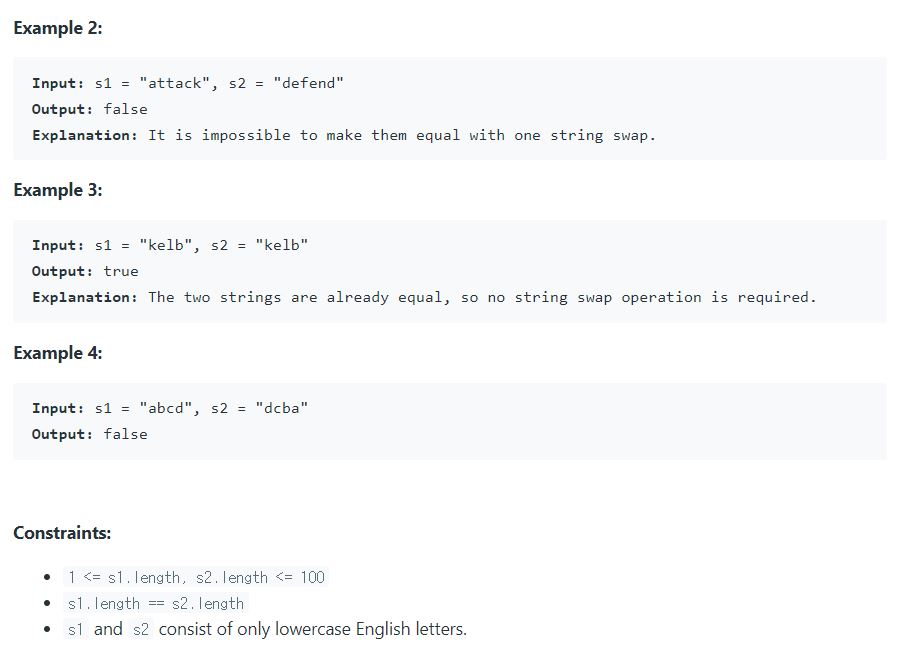 Example 2:
Input: s1 = "attack", s2 = "defend"
Output: false
Explanation: It is impossible to make them equal with one string swap.
Example 3:
Input: s1 = "kelb", s2 = "kelb"
Output: true
Explanation: The two strings are already equal, so no string swap operation is required.
Example 4:
Input: s1 = "abcd", s2 = "dcba"
Output: false
Constraints:
• 1 <= s1.length, s2.length <= 100
• s1.length == s2.length
• s1 and s2 consist of only lowercase English letters.